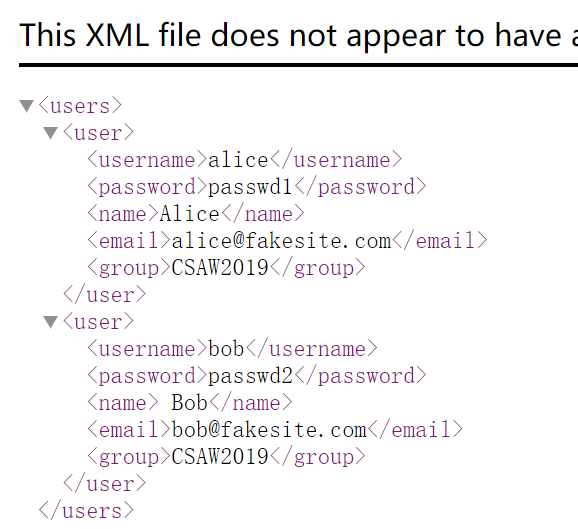 This XML file does not appear to have
▼<users>
▼<user>
<username>alice</username>
<password>passwd1</password>
<name>Alice</name>
<email>alice@fakesite.com</email>
<group>CSAW2019</group>
</user>
▼<user>
<username>bob</username>
<password>passwd2</password>
<name> Bob</name>
<email>bob@fakesite.com</email>
<group>CSAW2019</group>
</user>
</users>